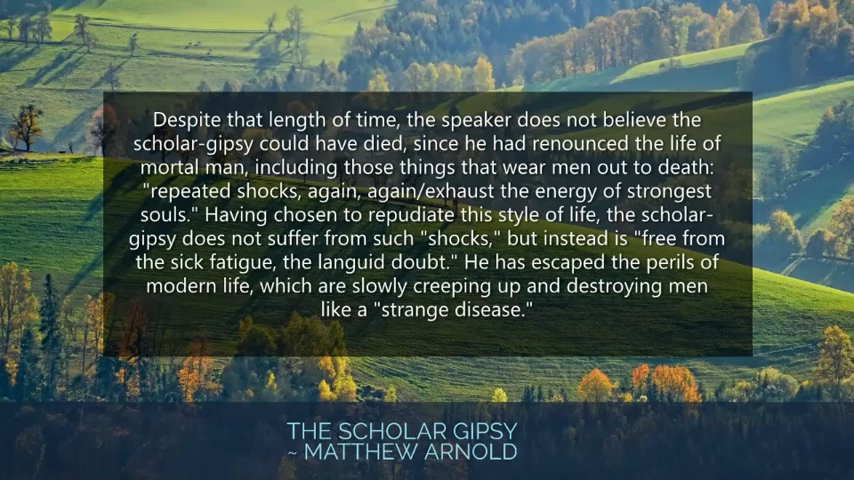 Despite that length of time, the speaker does not believe the
scholar-gipsy could have died, since he had renounced the life of
mortal man, including those things that wear men out to death:
"repeated shocks, again, again/exhaust the energy of strongest
souls." Having chosen to repudiate this style of life, the scholar-
gipsy does not suffer from such "shocks," but instead is "free from
the sick fatigue, the languid doubt." He has escaped the perils of
modern life, which are slowly creeping up and destroying men
like a "strange disease."
THE SCHOLAR GIPSY
~ MATTHEW ARNOLD